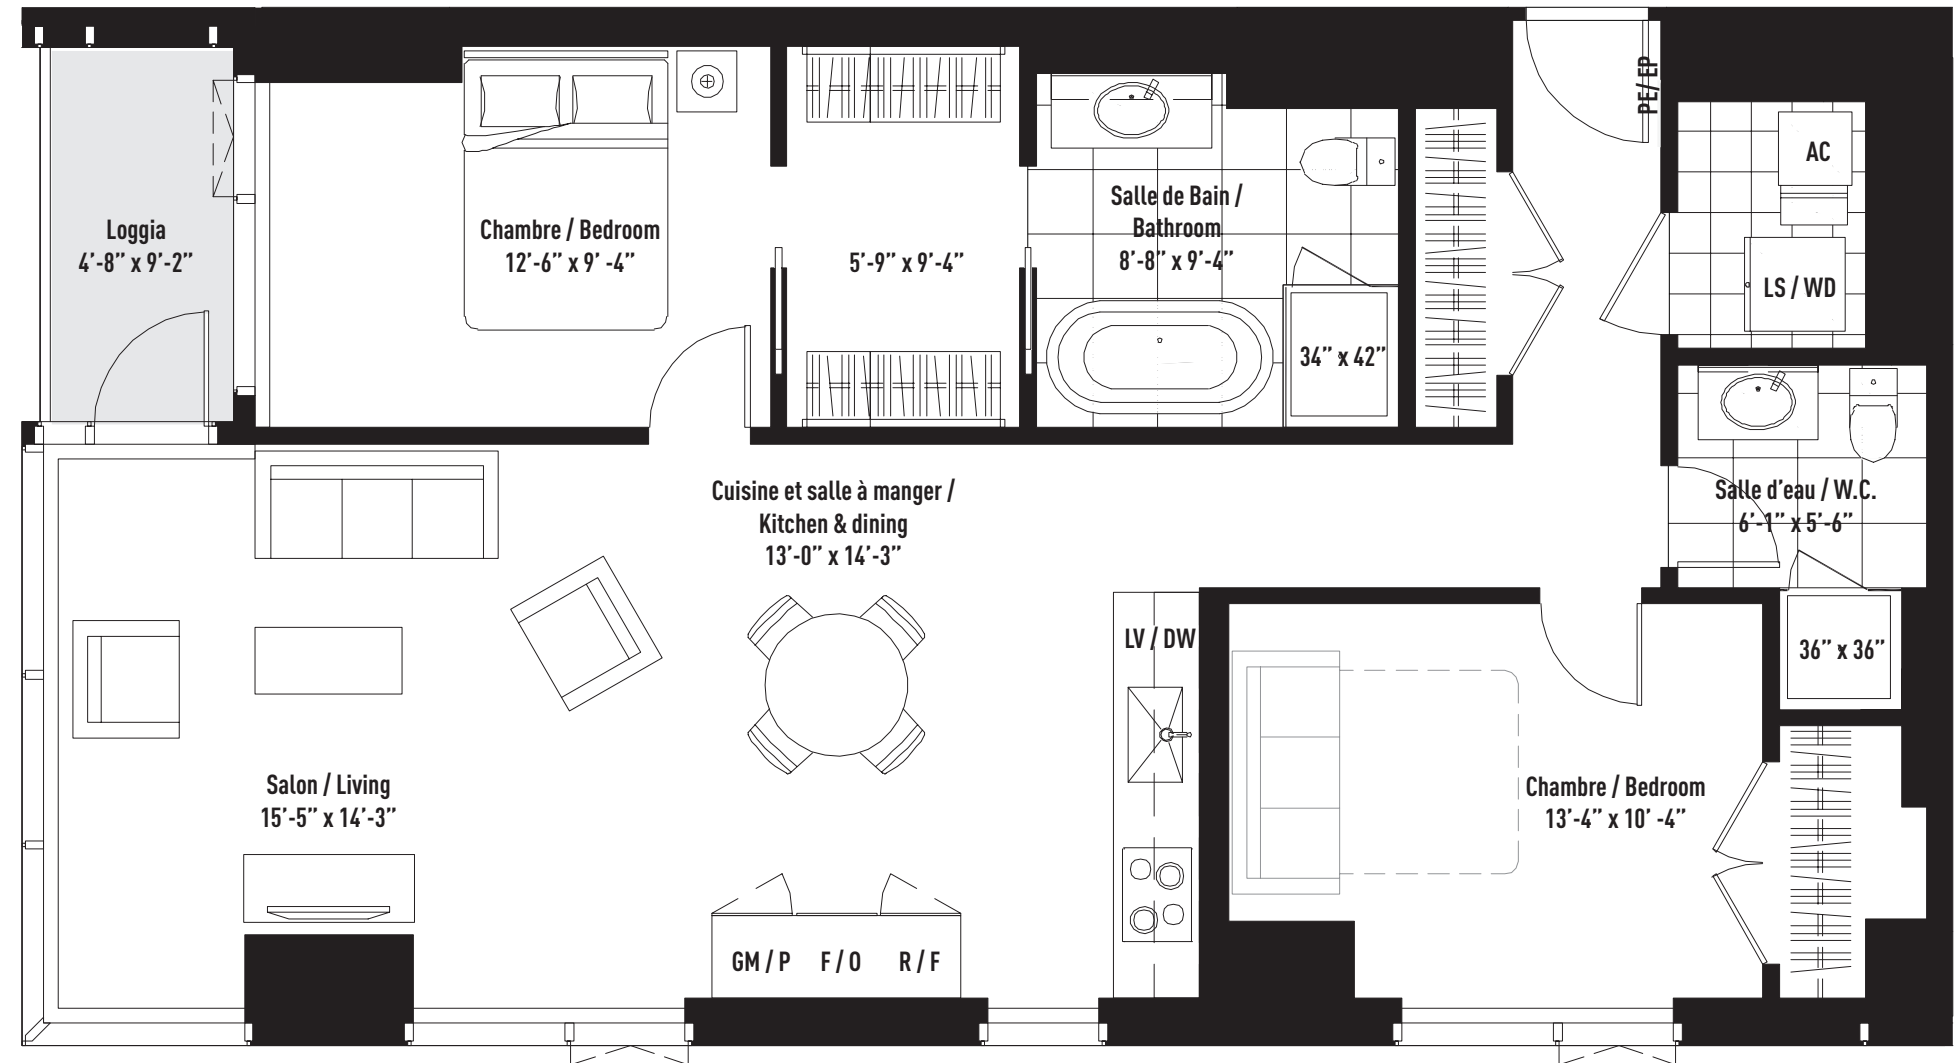 PE/ EP
AC
Loggia
4’-8” x 9’-2”
Chambre / Bedroom
12’-6” x 9’ -4”
5’-9” x 9’-4”
Salle de Bain /
Bathroom
8’-8” x 9’-4”
LS / WD
34” x 42”
Cuisine et salle à manger /
Kitchen & dining
13’-0” x 14’-3”
Salle d’eau / W.C.
6’-1” x 5’-6”
LV / DW
36” x 36”
Salon / Living
15’-5” x 14’-3”
Chambre / Bedroom
13’-4” x 10’ -4”
GM / P F / O R / F